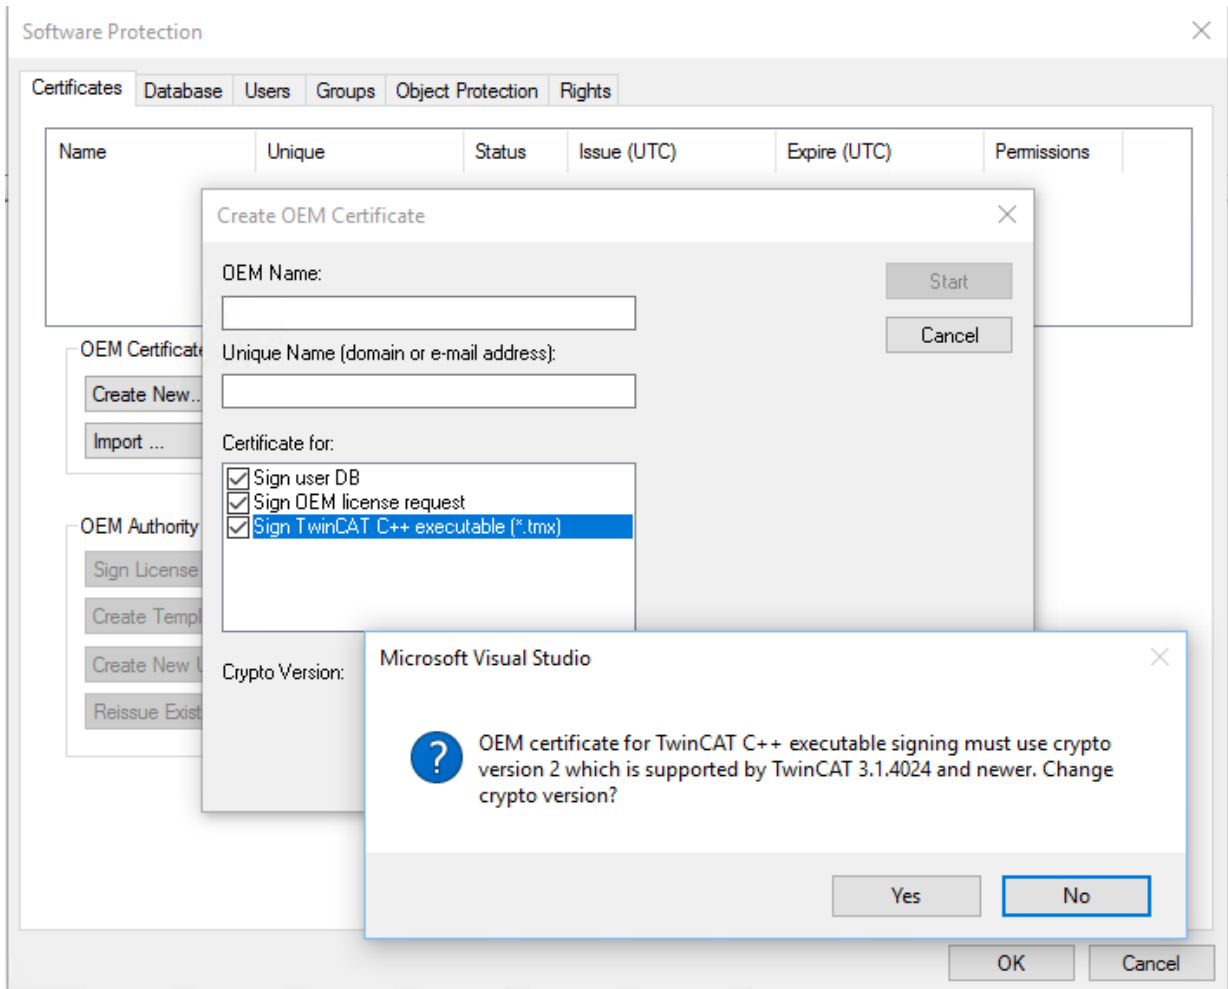 Software Protection
Certificates Database Users Groups Object Protection Rights
Name Unique Status Issue (UTC) Expire (UTC) Permissions
Create OEM Certificate
OEM Name:
Start
Cancel
Unique Name (domain or e-mail address):
OEM Certificate
Create New..
Import ...
Certificate for:
Sign user DB
Sign OEM license request
Sign TwinCAT C++ executable (*.tmx)
OEM Authority
Sign License
Create Templ
Create New
Reissue Exist
Crypto Version:
Microsoft Visual Studio
OEM certificate for TwinCAT C++ executable signing must use crypto
version 2 which is supported by TwinCAT 3.1.4024 and newer. Change
crypto version?
Yes No
OK Cancel